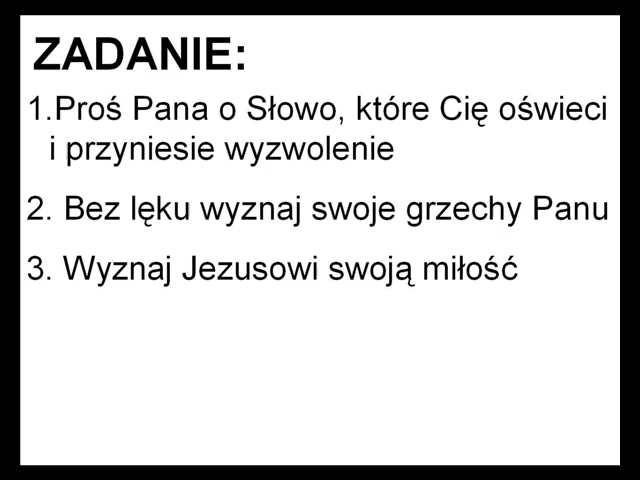 ZADANIE:
1.Proś Pana o Słowo, które Cię oświeci
i przyniesie wyzwolenie
2. Bez lęku wyznaj swoje grzechy Panu
3. Wyznaj Jezusowi swoją miłość